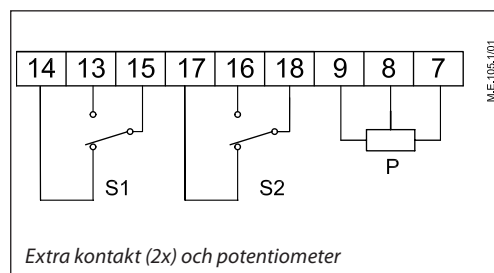 14 13 15 17 16 18 9 8 7
M.E.105.1/01
S1 S2 P
Extra kontakt (2x) och potentiometer